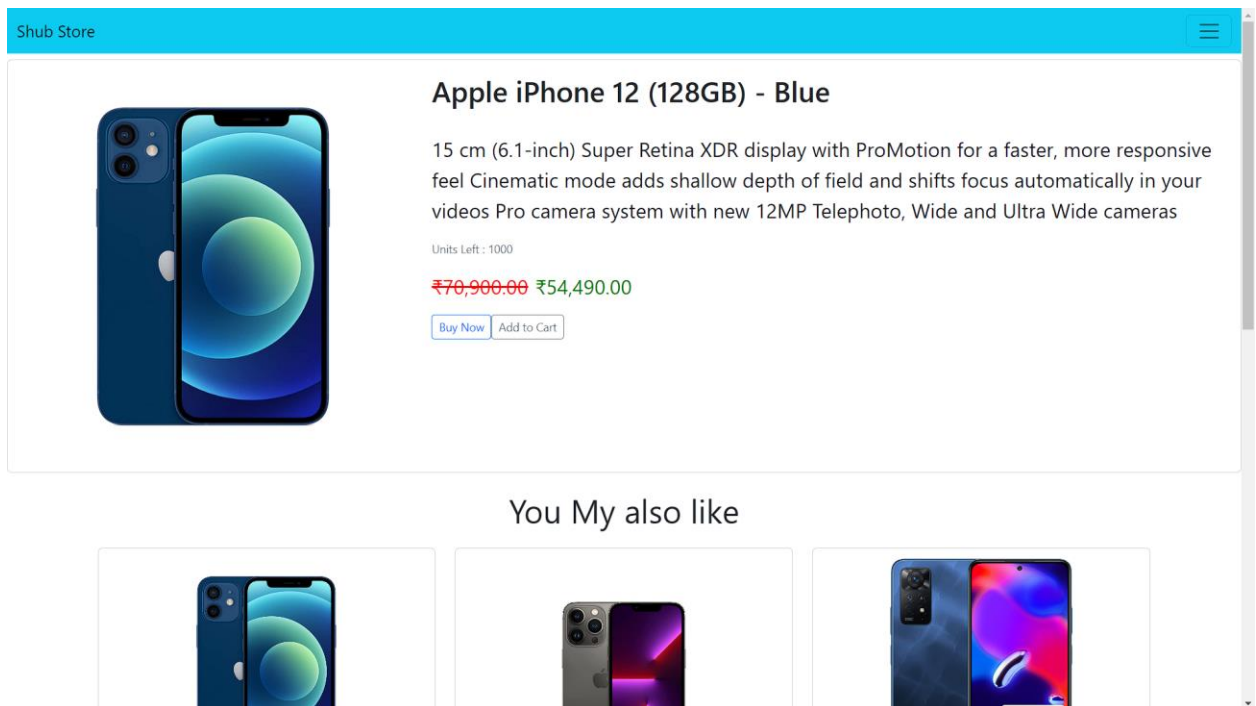 Shub Store
Apple iPhone 12 (128GB) - Blue
15 cm (6.1-inch) Super Retina XDR display with ProMotion for a faster, more responsive
feel Cinematic mode adds shallow depth of field and shifts focus automatically in your
videos Pro camera system with new 12MP Telephoto, Wide and Ultra Wide cameras
Units Left : 1000
₹70,900.00 ₹54,490.00
Buy Now Add to Cart
You My also like